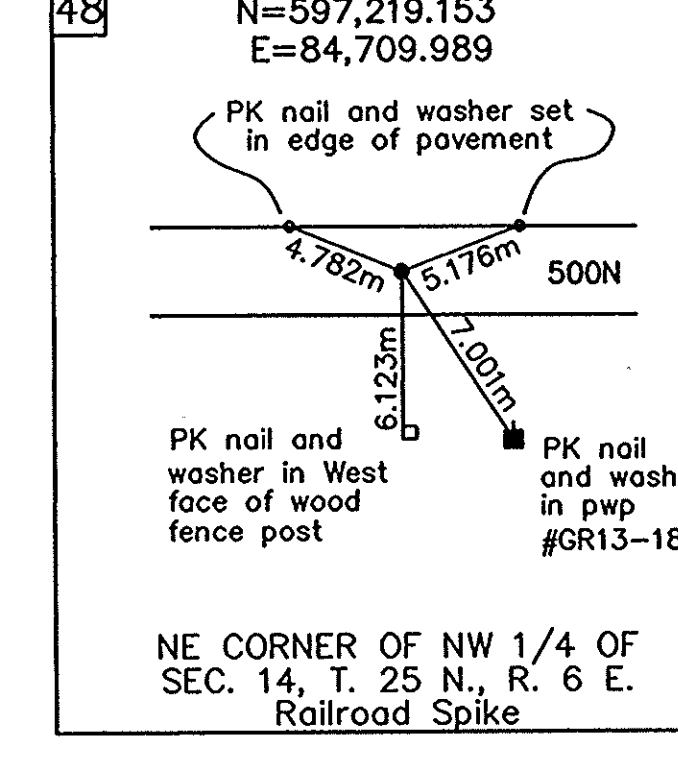 48
N=597,219.153
E=84,709.989
PK nail and washer set
in edge of pavement
4.782m
5.176m
500N
6.123m
7.001m
PK nail and
washer in West
face of wood
fence post
PK nail
and wash
in pwp
#GR13-18
NE CORNER OF NW 1/4 OF
SEC. 14, T. 25 N., R. 6 E.
Railroad Spike